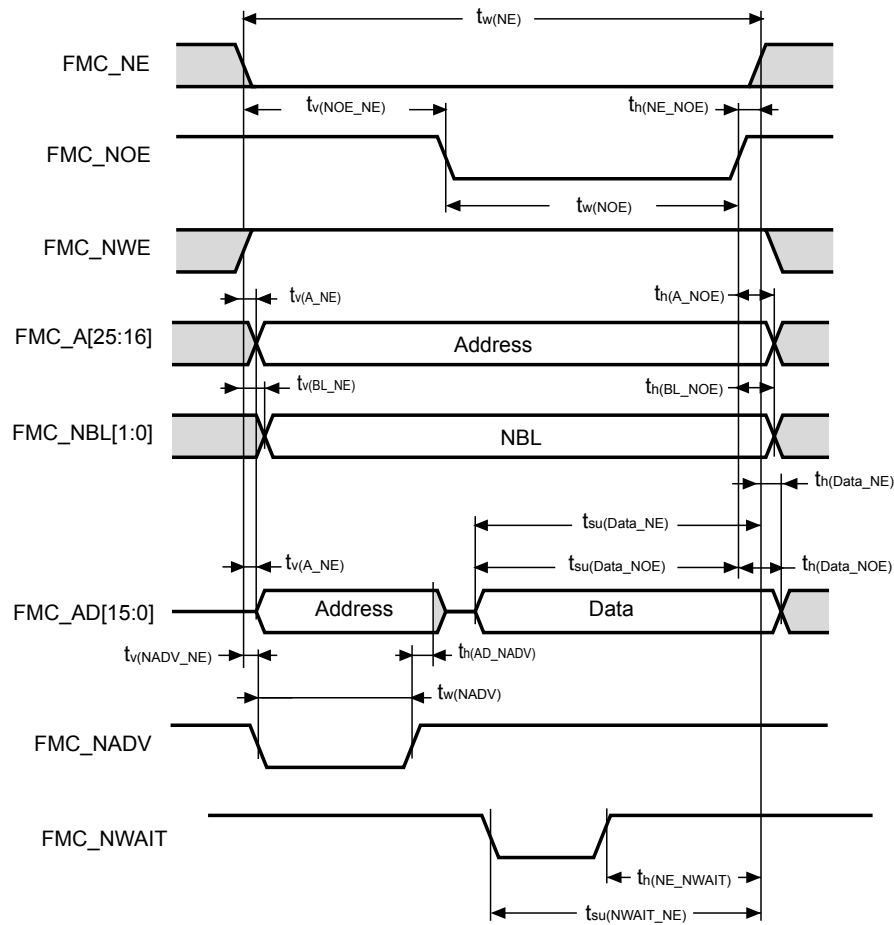 tw(NE)
FMC_NE
tv(NOE_NE)
th(NE_NOE)
FMC_NOE
tw(NOE)
FMC_NWE
tv(A_NE)
th(A_NOE)
FMC_A[25:16]
Address
tv(BL_NE)
th(BL_NOE)
FMC_NBL[1:0]
NBL
th(Data_NE)
tsu(Data_NE)
tv(A_NE)
tsu(Data_NOE)
th(Data_NOE)
FMC_AD[15:0]
Address
Data
tv(NADV_NE)
th(AD_NADV)
tw(NADV)
FMC_NADV
FMC_NWAIT
th(NE_NWAIT)
tsu(NWAIT_NE)